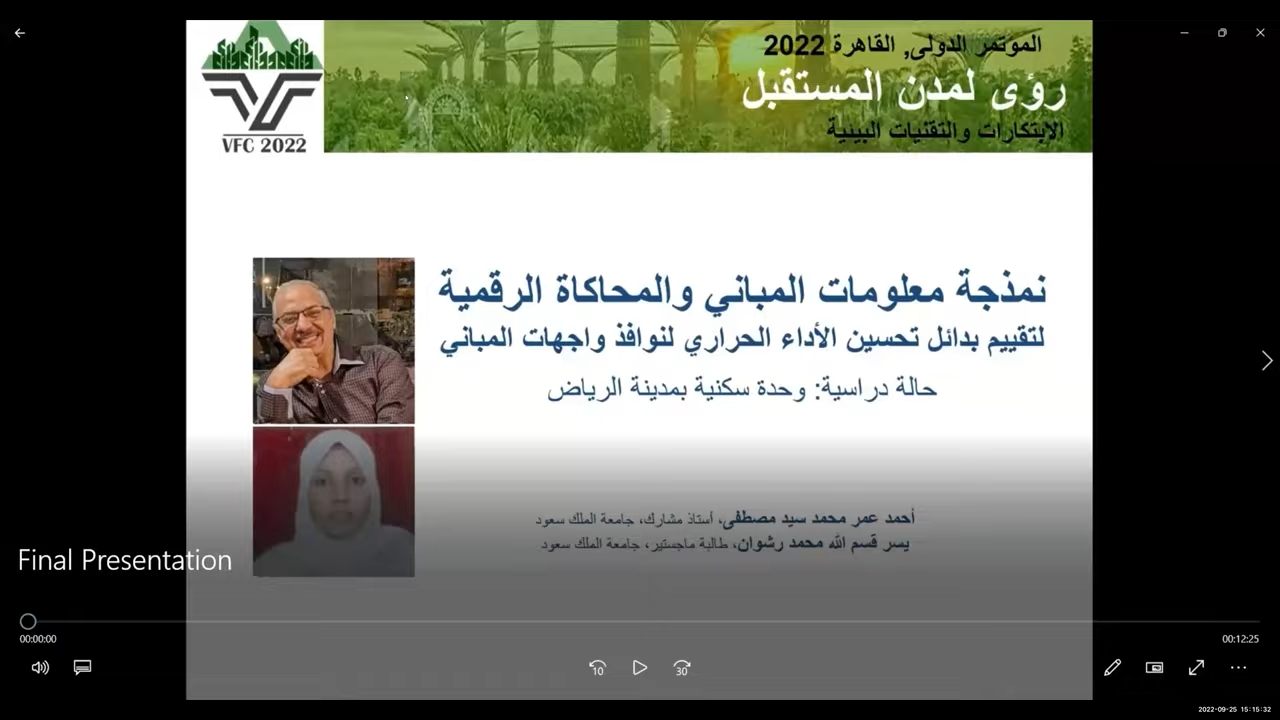 المؤتمر الدولى, القاهرة 2022
رؤى لمدن المستقبل
الإبتكارات والتقنيات البينية
VFC 2022
نمذجة معلومات المباني والمحاكاة الرقمية
لتقييم بدائل تحسين الأداء الحراري لنوافذ واجهات المباني
حالة دراسية: وحدة سكنية بمدينة الرياض
أحمد عمر محمد سيد مصطفى، أستاذ مشارك، جامعة الملك سعود
يسر قسم الله محمد رشوان، طالبة ماجستير، جامعة الملك سعود
Final Presentation
00:00:00
00:12:25
10
30
2022-09-25 15:15:32